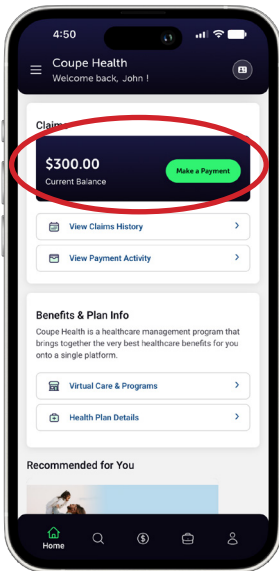 4:50
Coupe Health
Welcome back, John !
Claims
$300.00
Current Balance
Make a Payment
View Claims History
View Payment Activity
Benefits & Plan Info
Coupe Health is a healthcare management program that
brings together the very best healthcare benefits for you
onto a single platform.
Virtual Care & Programs
Health Plan Details
Recommended for You
Home